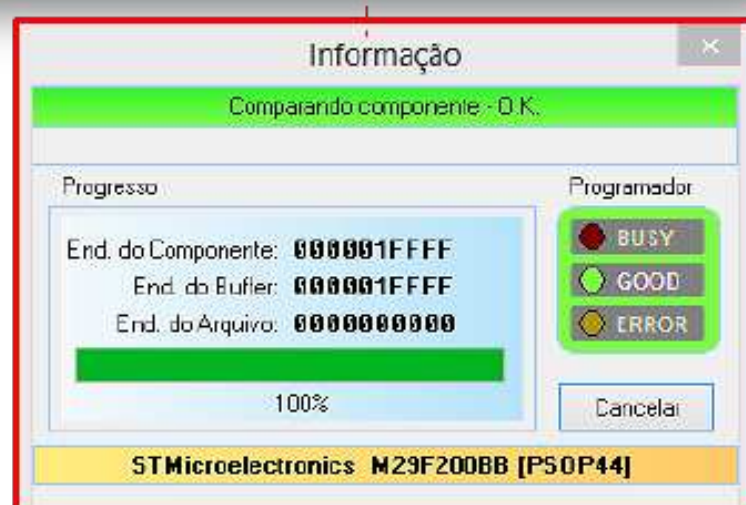 Informação
Comparando componente - O.K.
Progresso
Programador
End. do Componente: 000001FFFF
End. do Buffer: 000001FFFF
End. do Arquivo: 0000000000
100%
BUSY
GOOD
ERROR
Cancelar
STMicroelectronics M29F200BB [PSOP44]